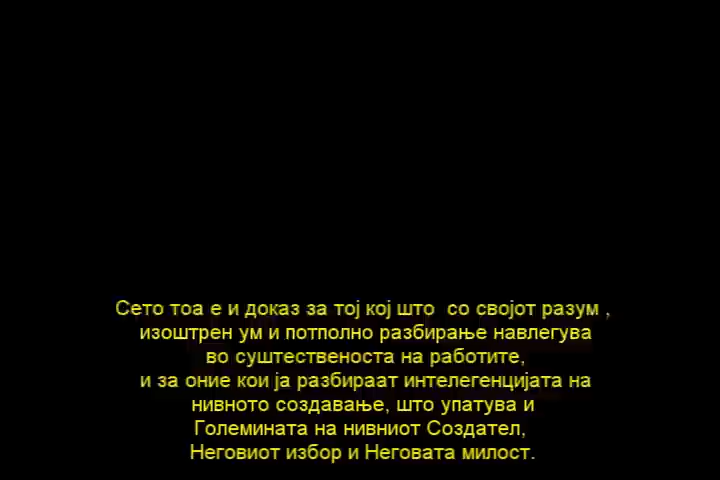 Сето тоа е и доказ за тој кој што  со својот разум ,
изоштрен ум и потполно разбирање навлегува
во суштественоста на работите,
и за оние кои ја разбираат интелегенцијата на
нивното создавање, што упатува и
Големината на нивниот Создател,
Неговиот избор и Неговата милост.